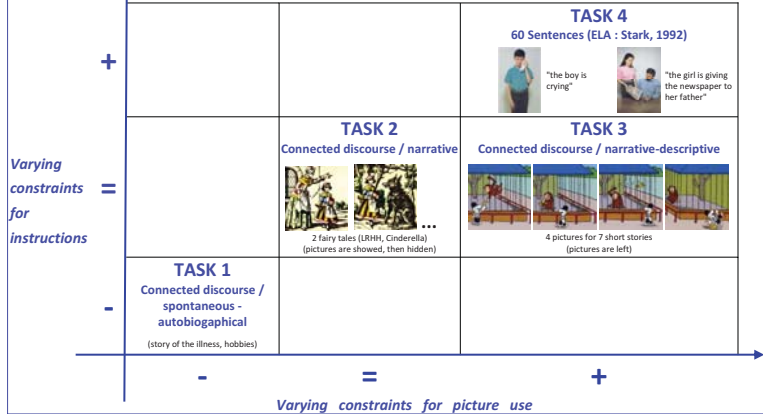 TASK 4
60 Sentences (ELA : Stark, 1992)
+
"the boy is
crying"
"the girl is giving
the newspaper to
her father"
TASK 2
Connected discourse / narrative
TASK 3
Connected discourse / narrative-descriptive
Varying
constraints
for
instructions
=
...
2 fairy tales (LRHH, Cinderella)
(pictures are showed, then hidden)
4 pictures for 7 short stories
(pictures are left)
TASK 1
Connected discourse /
spontaneous -
autobiogaphical
(story of the illness, hobbies)
-
- = +
Varying constraints for picture use